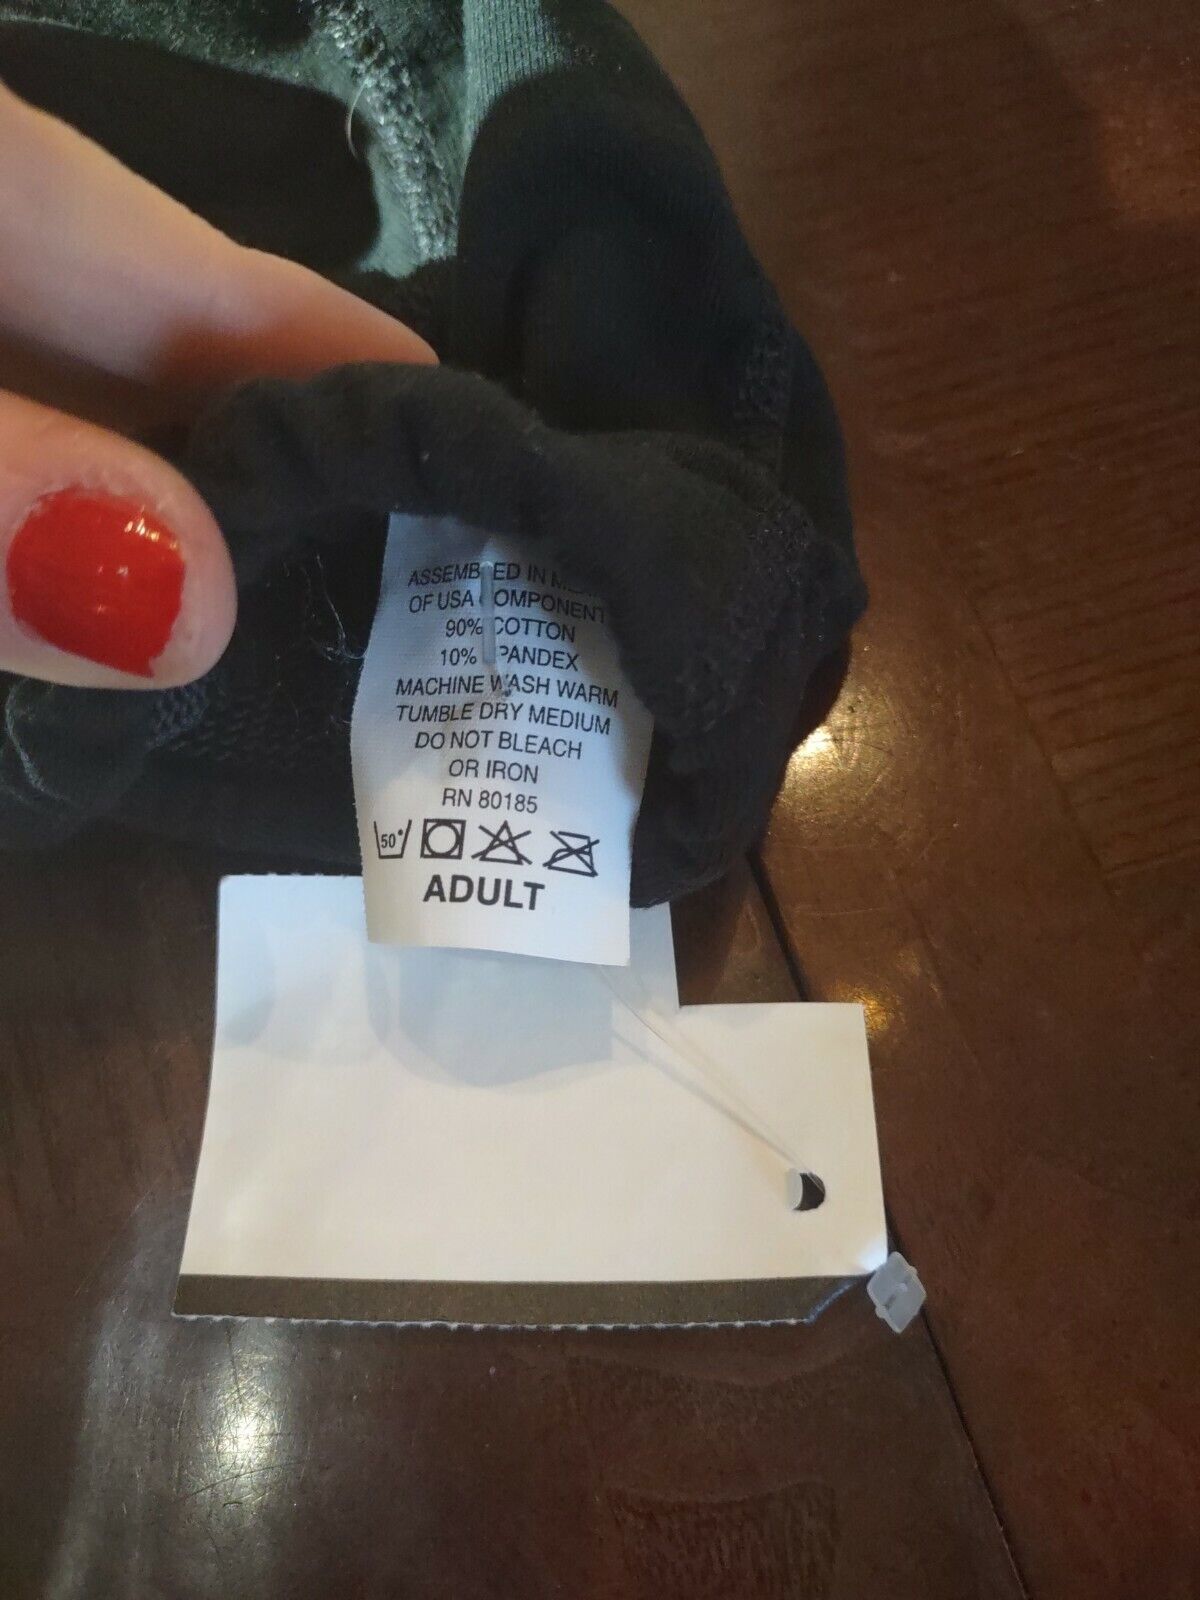 ASSEMBLED IN
OF USA COMPONENT
90% COTTON
10% SPANDEX
MACHINE WASH WARM
TUMBLE DRY MEDIUM
DO NOT BLEACH
OR IRON
RN 80185
50°
ADULT